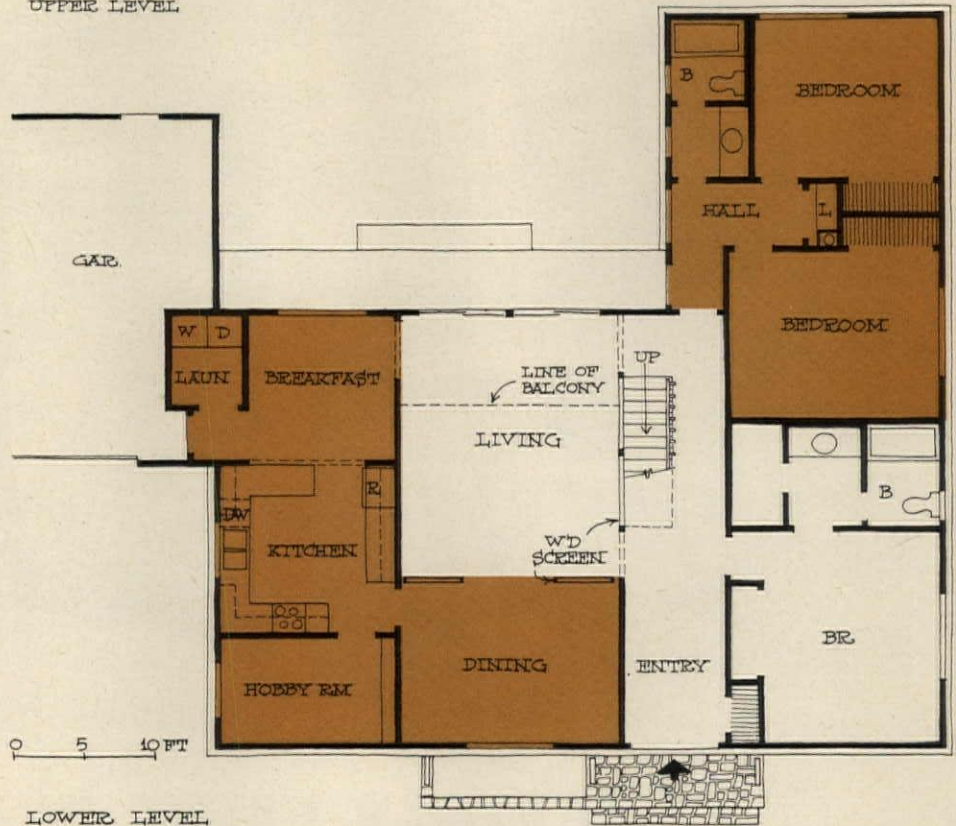 UPPER LEVEL
B
BEDROOM
HALL
L
GAR.
BEDROOM
W D
LAUN
BREAKFAST
UP
LINE OF
BALCONY
LIVING
R
DW
KITCHEN
B
WD
SCREEN
BR
DINING
ENTRY
HOBBY RM
0 5 10 FT
LOWER LEVEL